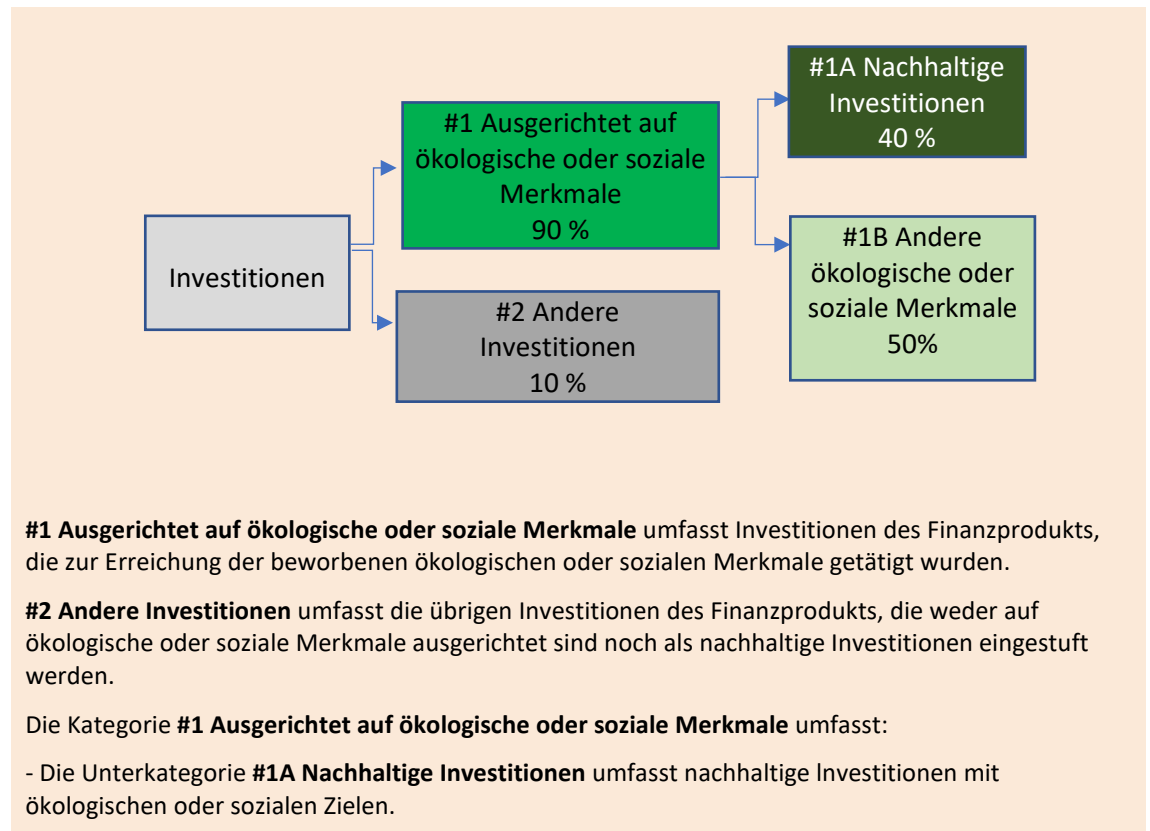 #1A Nachhaltige
Investitionen
40 %
#1 Ausgerichtet auf
ökologische oder soziale
Merkmale
90 %
#1B Andere
ökologische oder
soziale Merkmale
50%
Investitionen
#2 Andere
Investitionen
10 %
#1 Ausgerichtet auf ökologische oder soziale Merkmale umfasst Investitionen des Finanzprodukts,
die zur Erreichung der beworbenen ökologischen oder sozialen Merkmale getätigt wurden.
#2 Andere Investitionen umfasst die übrigen Investitionen des Finanzprodukts, die weder auf
ökologische oder soziale Merkmale ausgerichtet sind noch als nachhaltige Investitionen eingestuft
werden.
Die Kategorie #1 Ausgerichtet auf ökologische oder soziale Merkmale umfasst:
- Die Unterkategorie #1A Nachhaltige Investitionen umfasst nachhaltige lnvestitionen mit
ökologischen oder sozialen Zielen.